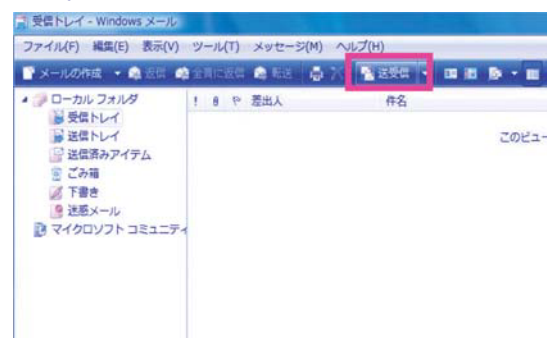 受信トレイ - Windows メール
ファイル(F) 編集(E) 表示(V) ツール(T) メッセージ(M) ヘルプ(H)
メールの作成 返信 全員に返信 転送 送受信
ローカル フォルダ ! 差出人 件名
受信トレイ
送信トレイ このビュー
送信済みアイテム
ごみ箱
下書き
迷惑メール
マイクロソフト コミュニティ